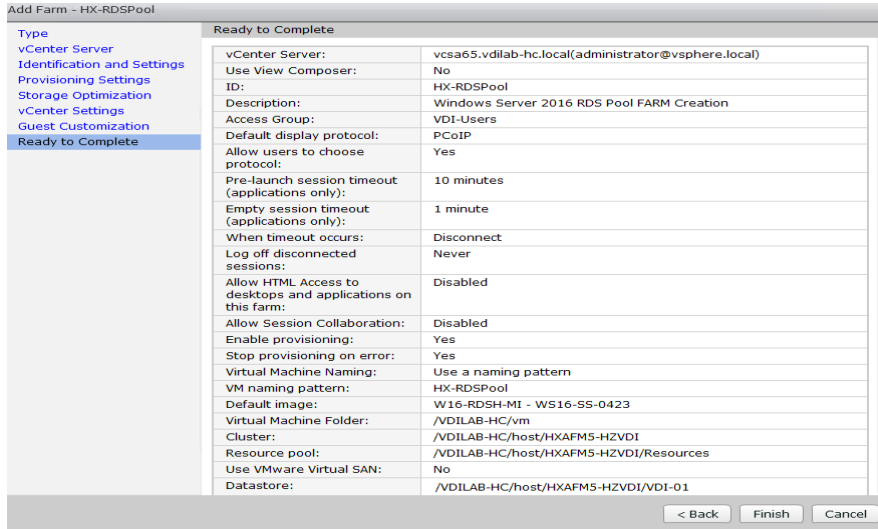 Add Farm - HX-RDSPool
Type
vCenter Server
Identification and Settings
Provisioning Settings
Storage Optimization
vCenter Settings
Guest Customization
Ready to Complete
Ready to Complete
vCenter Server: vcsa65.vdilab-hc.local(administrator@vsphere.local)
Use View Composer: No
ID: HX-RDSPool
Description: Windows Server 2016 RDS Pool FARM Creation
Access Group: VDI-Users
Default display protocol: PCoIP
Allow users to choose Yes
protocol:
Pre-launch session timeout 10 minutes
(applications only):
Empty session timeout 1 minute
(applications only):
When timeout occurs: Disconnect
Log off disconnected Never
sessions:
Allow HTML Access to Disabled
desktops and applications on
this farm:
Allow Session Collaboration: Disabled
Enable provisioning: Yes
Stop provisioning on error: Yes
Virtual Machine Naming: Use a naming pattern
VM naming pattern: HX-RDSPool
Default image: W16-RDSH-MI - WS16-SS-0423
Virtual Machine Folder: /VDILAB-HC/vm
Cluster: /VDILAB-HC/host/HXAFM5-HZVDI
Resource pool: /VDILAB-HC/host/HXAFM5-HZVDI/Resources
Use VMware Virtual SAN: No
Datastore: /VDILAB-HC/host/HXAFM5-HZVDI/VDI-01
< Back Finish Cancel